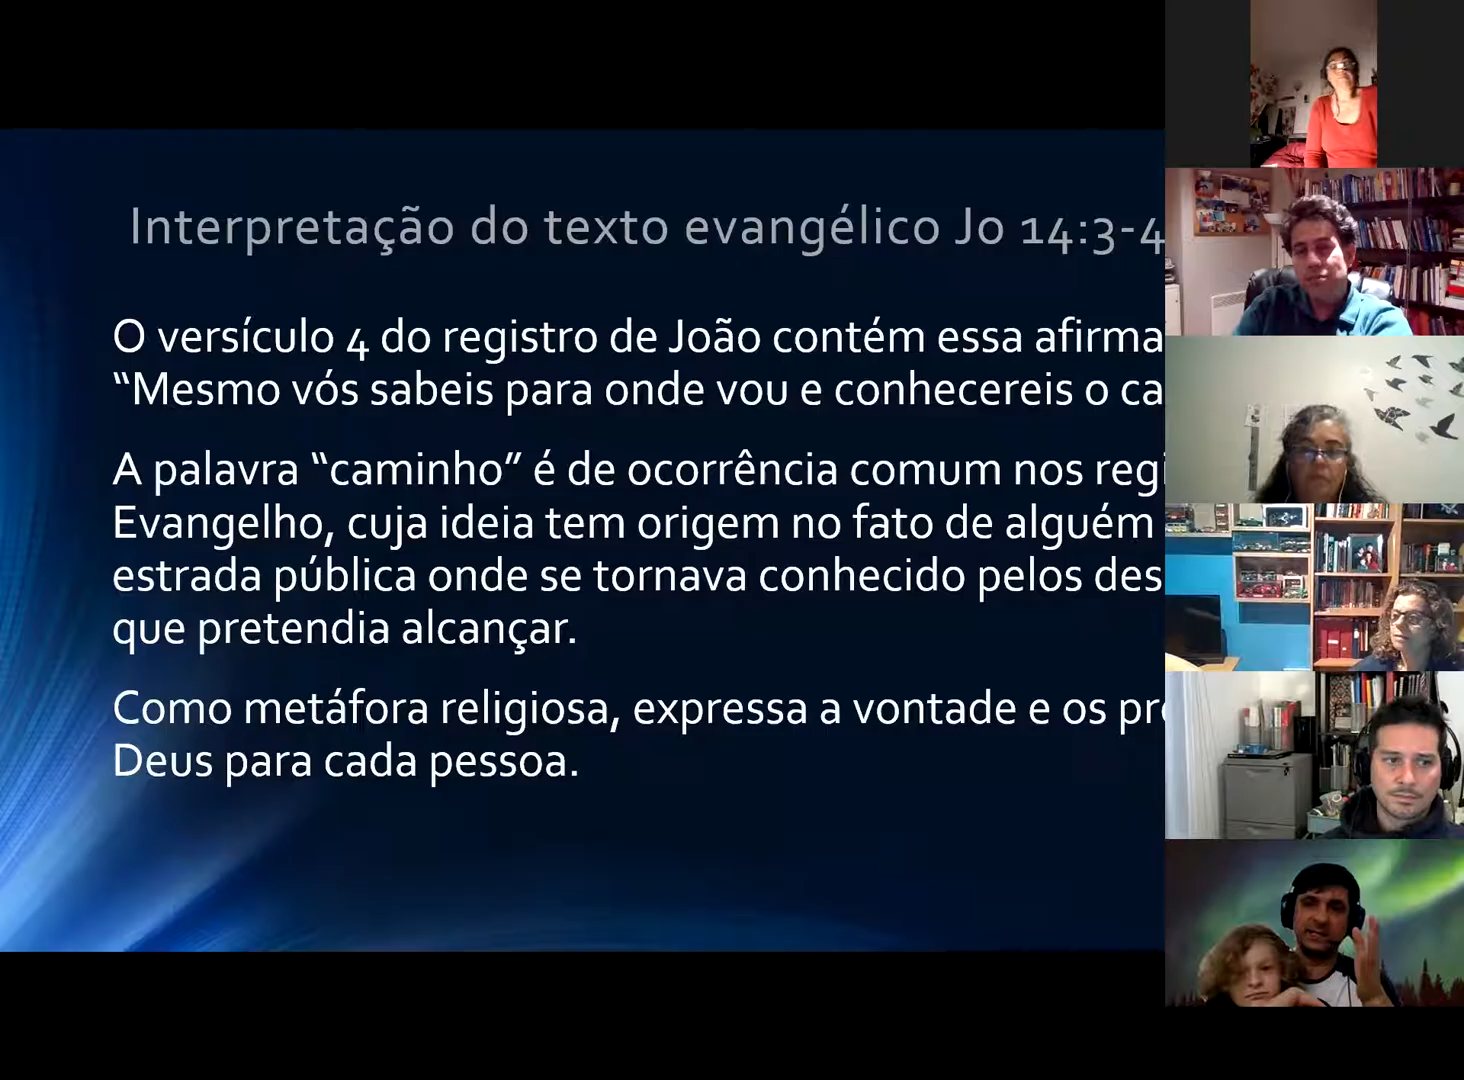 Interpretação do texto evangélico Jo 14:3-4
O versículo 4 do registro de João contém essa afirma
“Mesmo vós sabeis para onde vou e conhecereis o ca
A palavra “caminho” é de ocorrência comum nos regi
Evangelho, cuja ideia tem origem no fato de alguém
estrada pública onde se tornava conhecido pelos des
que pretendia alcançar.
Como metáfora religiosa, expressa a vontade e os pre
Deus para cada pessoa.